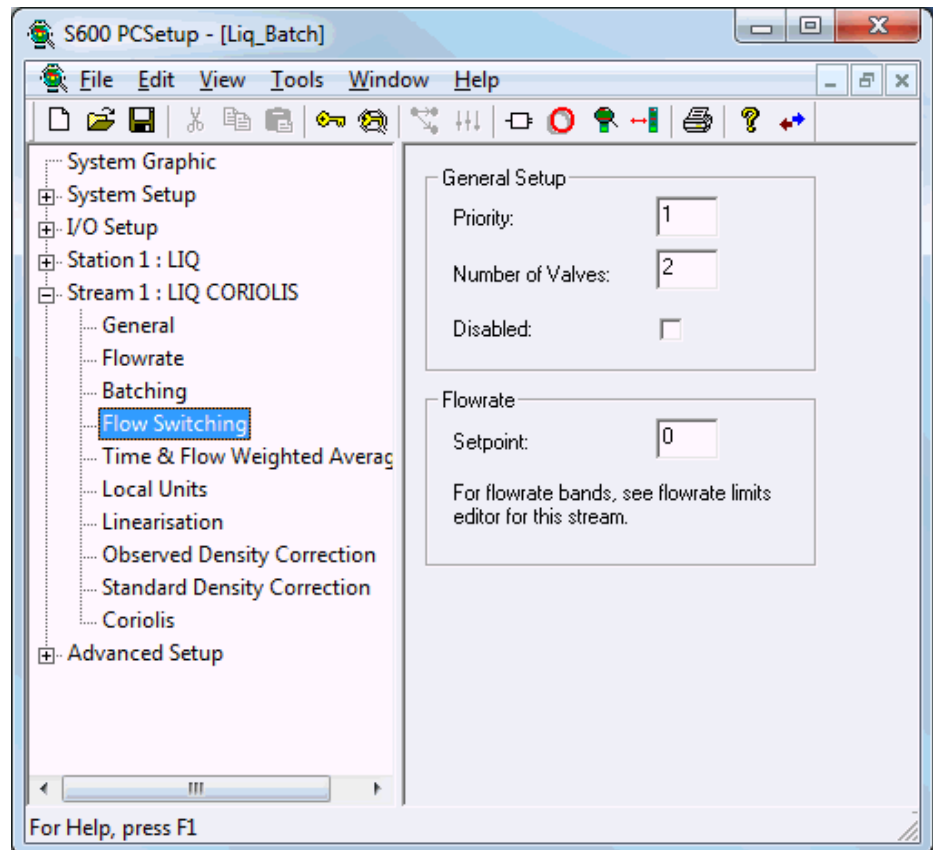 S600 PCSetup - [Liq_Batch]
File Edit View Tools Window Help
System Graphic
System Setup
I/O Setup
Station 1 : LIQ
Stream 1 : LIQ CORIOLIS
General
Flowrate
Batching
Flow Switching
Time & Flow Weighted Averag
Local Units
Linearisation
Observed Density Correction
Standard Density Correction
Coriolis
Advanced Setup
General Setup
Priority: 1
Number of Valves: 2
Disabled:
Flowrate
Setpoint: 0
For flowrate bands, see flowrate limits
editor for this stream.
For Help, press F1